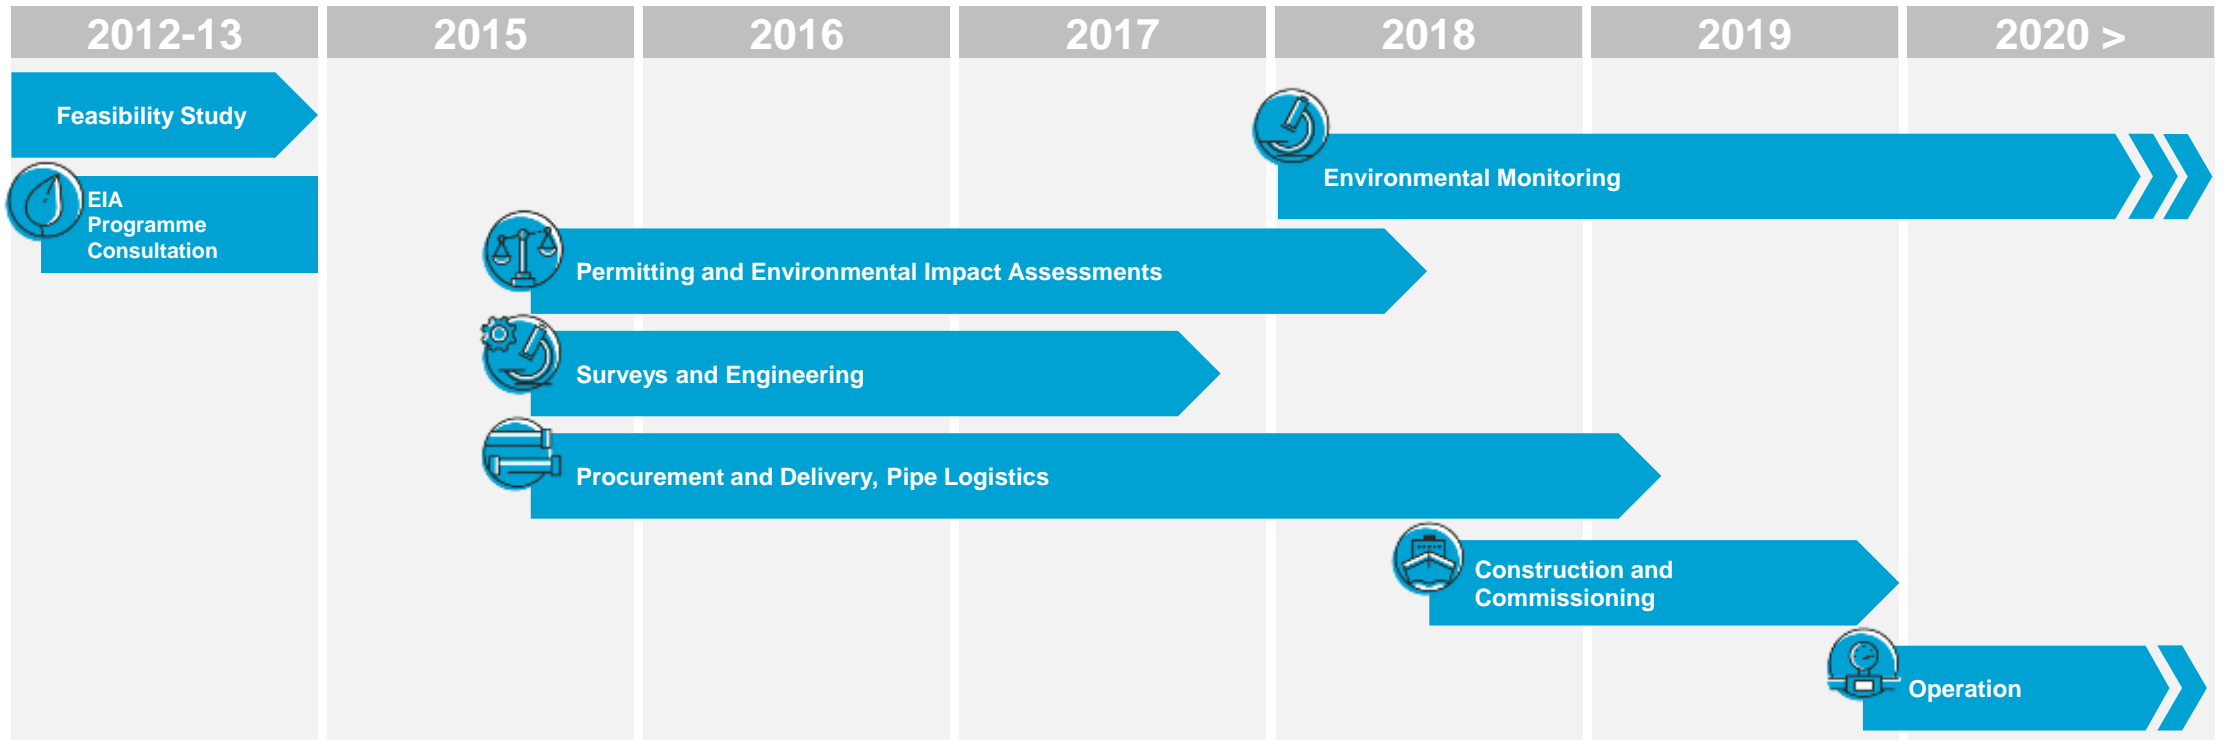 2012-13
2015
2016
2017
2018
2019
2020 >
Feasibility Study
EIA
Programme
Consultation
Environmental Monitoring
Permitting and Environmental Impact Assessments
Surveys and Engineering
Procurement and Delivery, Pipe Logistics
Construction and
Commissioning
Operation